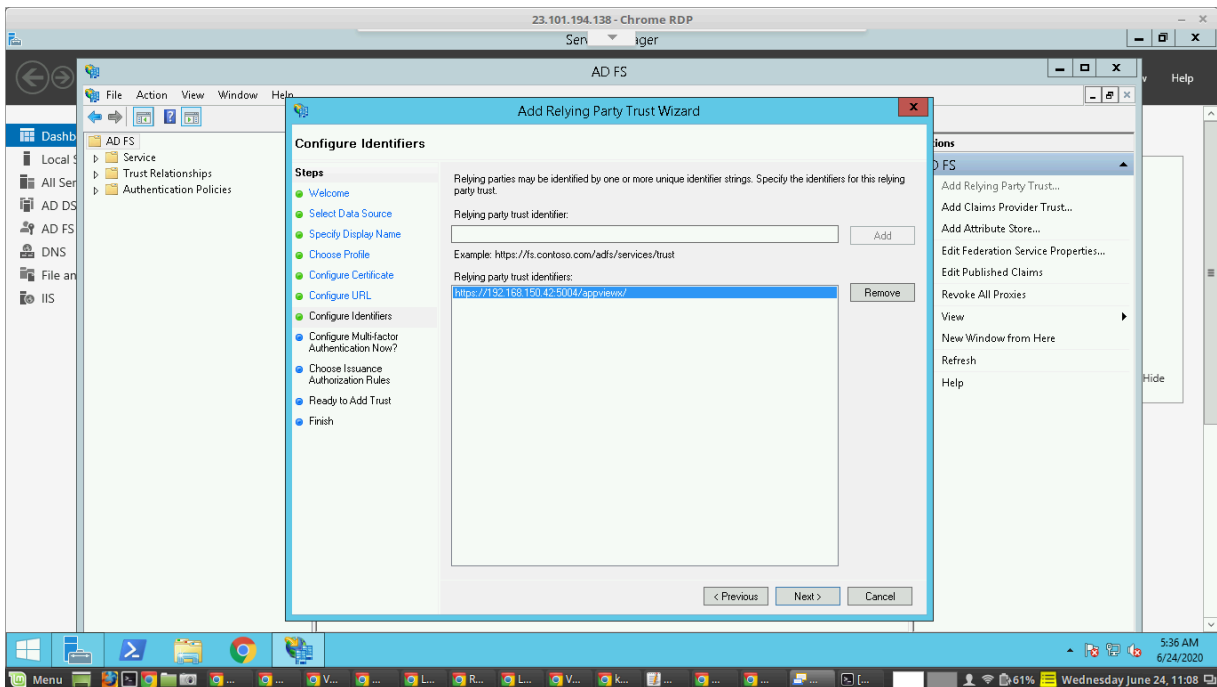 23.101.194.138 - Chrome RDP
Serv ager
AD FS
Help
File Action View Window Help
Add Relying Party Trust Wizard
Dashb
Local S
All Ser
AD DS
AD FS
DNS
File an
IIS
AD FS
Service
Trust Relationships
Authentication Policies
Configure Identifiers
Steps
Welcome
Select Data Source
Specify Display Name
Choose Profile
Configure Certificate
Configure URL
Configure Identifiers
Configure Multi-factor
Authentication Now?
Choose Issuance
Authorization Rules
Ready to Add Trust
Finish
Relying parties may be identified by one or more unique identifier strings. Specify the identifiers for this relying
party trust.
Relying party trust identifier:
Add
Example: https://fs.contoso.com/adfs/services/trust
Relying party trust identifiers:
https://192.168.150.42:5004/appviewx/
Remove
< Previous Next > Cancel
ions
D FS
Add Relying Party Trust...
Add Claims Provider Trust...
Add Attribute Store...
Edit Federation Service Properties...
Edit Published Claims
Revoke All Proxies
View
New Window from Here
Refresh
Help
Hide
5:36 AM
6/24/2020
Menu ... ... V... ... L... R... L... V... k... ... ... ... ... [... 61% Wednesday June 24, 11:08